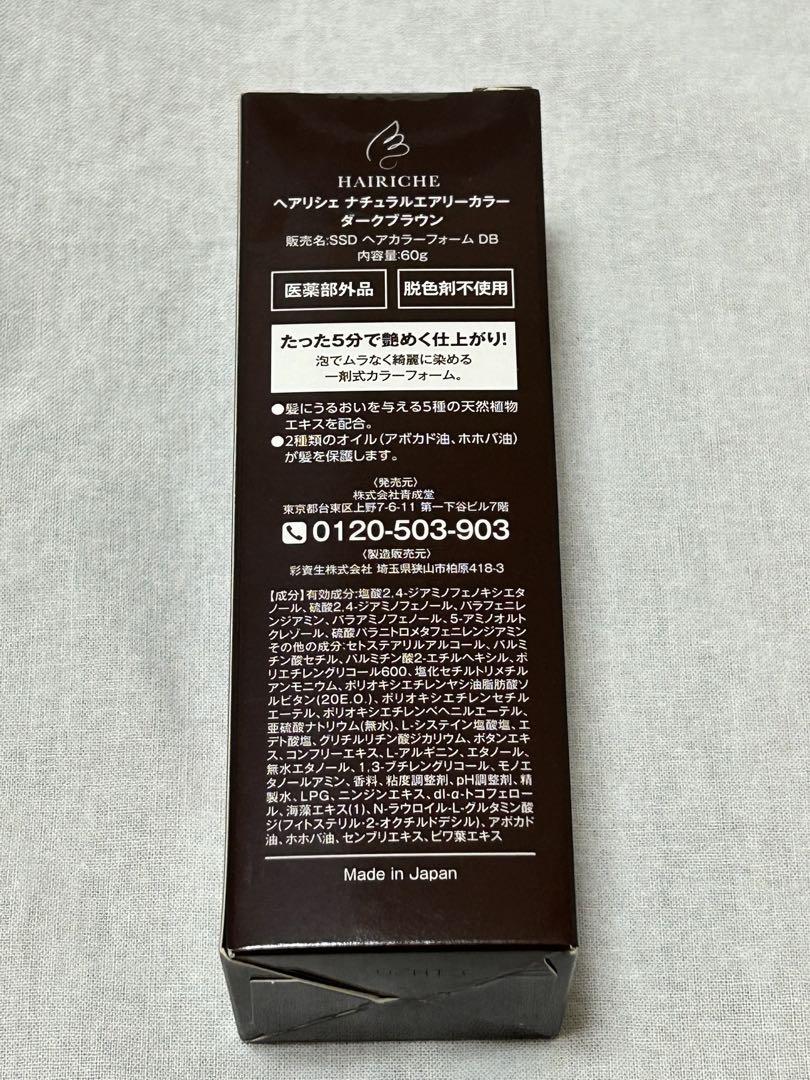 HAIRICHE
ヘアリシェ ナチュラルエアリーカラー
ダークブラウン
販売名:SSD ヘアカラーフォーム DB
内容量:60g
医薬部外品
脱色剤不使用
たった5分で艶めく仕上がり!
泡でムラなく綺麗に染める
一剤式カラーフォーム。
●髪にうるおいを与える5種の天然植物
エキスを配合。
●2種類のオイル(アボカド油、ホホバ油)
が髪を保護します。
〈発売元〉
株式会社青成堂
東京都台東区上野7-6-11 第一下谷ビル7階
0120-503-903
〈製造販売元〉
彩資生株式会社 埼玉県狭山市柏原418-3
【成分】有効成分:塩酸2,4-ジアミノフェノキシエタ
ノール、硫酸2,4-ジアミノフェノール、パラフェニレ
ンジアミン、パラアミノフェノール、5-アミノオルト
クレゾール、硫酸パラニトロメタフェニレンジアミン
その他の成分:セトステアリルアルコール、パルミ
チン酸セチル、パルミチン酸2-エチルヘキシル、ポ
リエチレングリコール600、塩化セチルトリメチル
アンモニウム、ポリオキシエチレンヤシ油脂肪酸ソ
ルビタン(20E.O.)、ポリオキシエチレンセチル
エーテル、ポリオキシエチレンベヘニルエーテル、
亜硫酸ナトリウム(無水)、L-システイン塩酸塩、エ
デト酸塩、グリチルリチン酸ジカリウム、ボタンエキ
ス、コンフリーエキス、L-アルギニン、エタノール、
無水エタノール、1,3-ブチレングリコール、モノエ
タノールアミン、香料、粘度調整剤、pH調整剤、精
製水、LPG、ニンジンエキス、dl-α-トコフェロー
ル、海藻エキス(1)、N-ラウロイル-L-グルタミン酸
ジ(フィトステリル・2-オクチルドデシル)、アボカド
油、ホホバ油、センブリエキス、ビワ葉エキス
Made in Japan